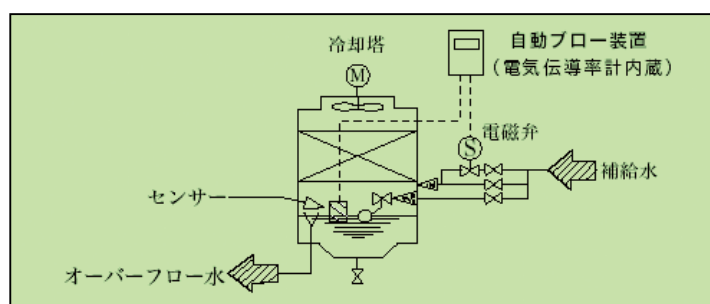 冷却塔
自動ブロー装置
（電気伝導率計内蔵）
M
電磁弁
S
補給水
センサー
オーバーフロー水